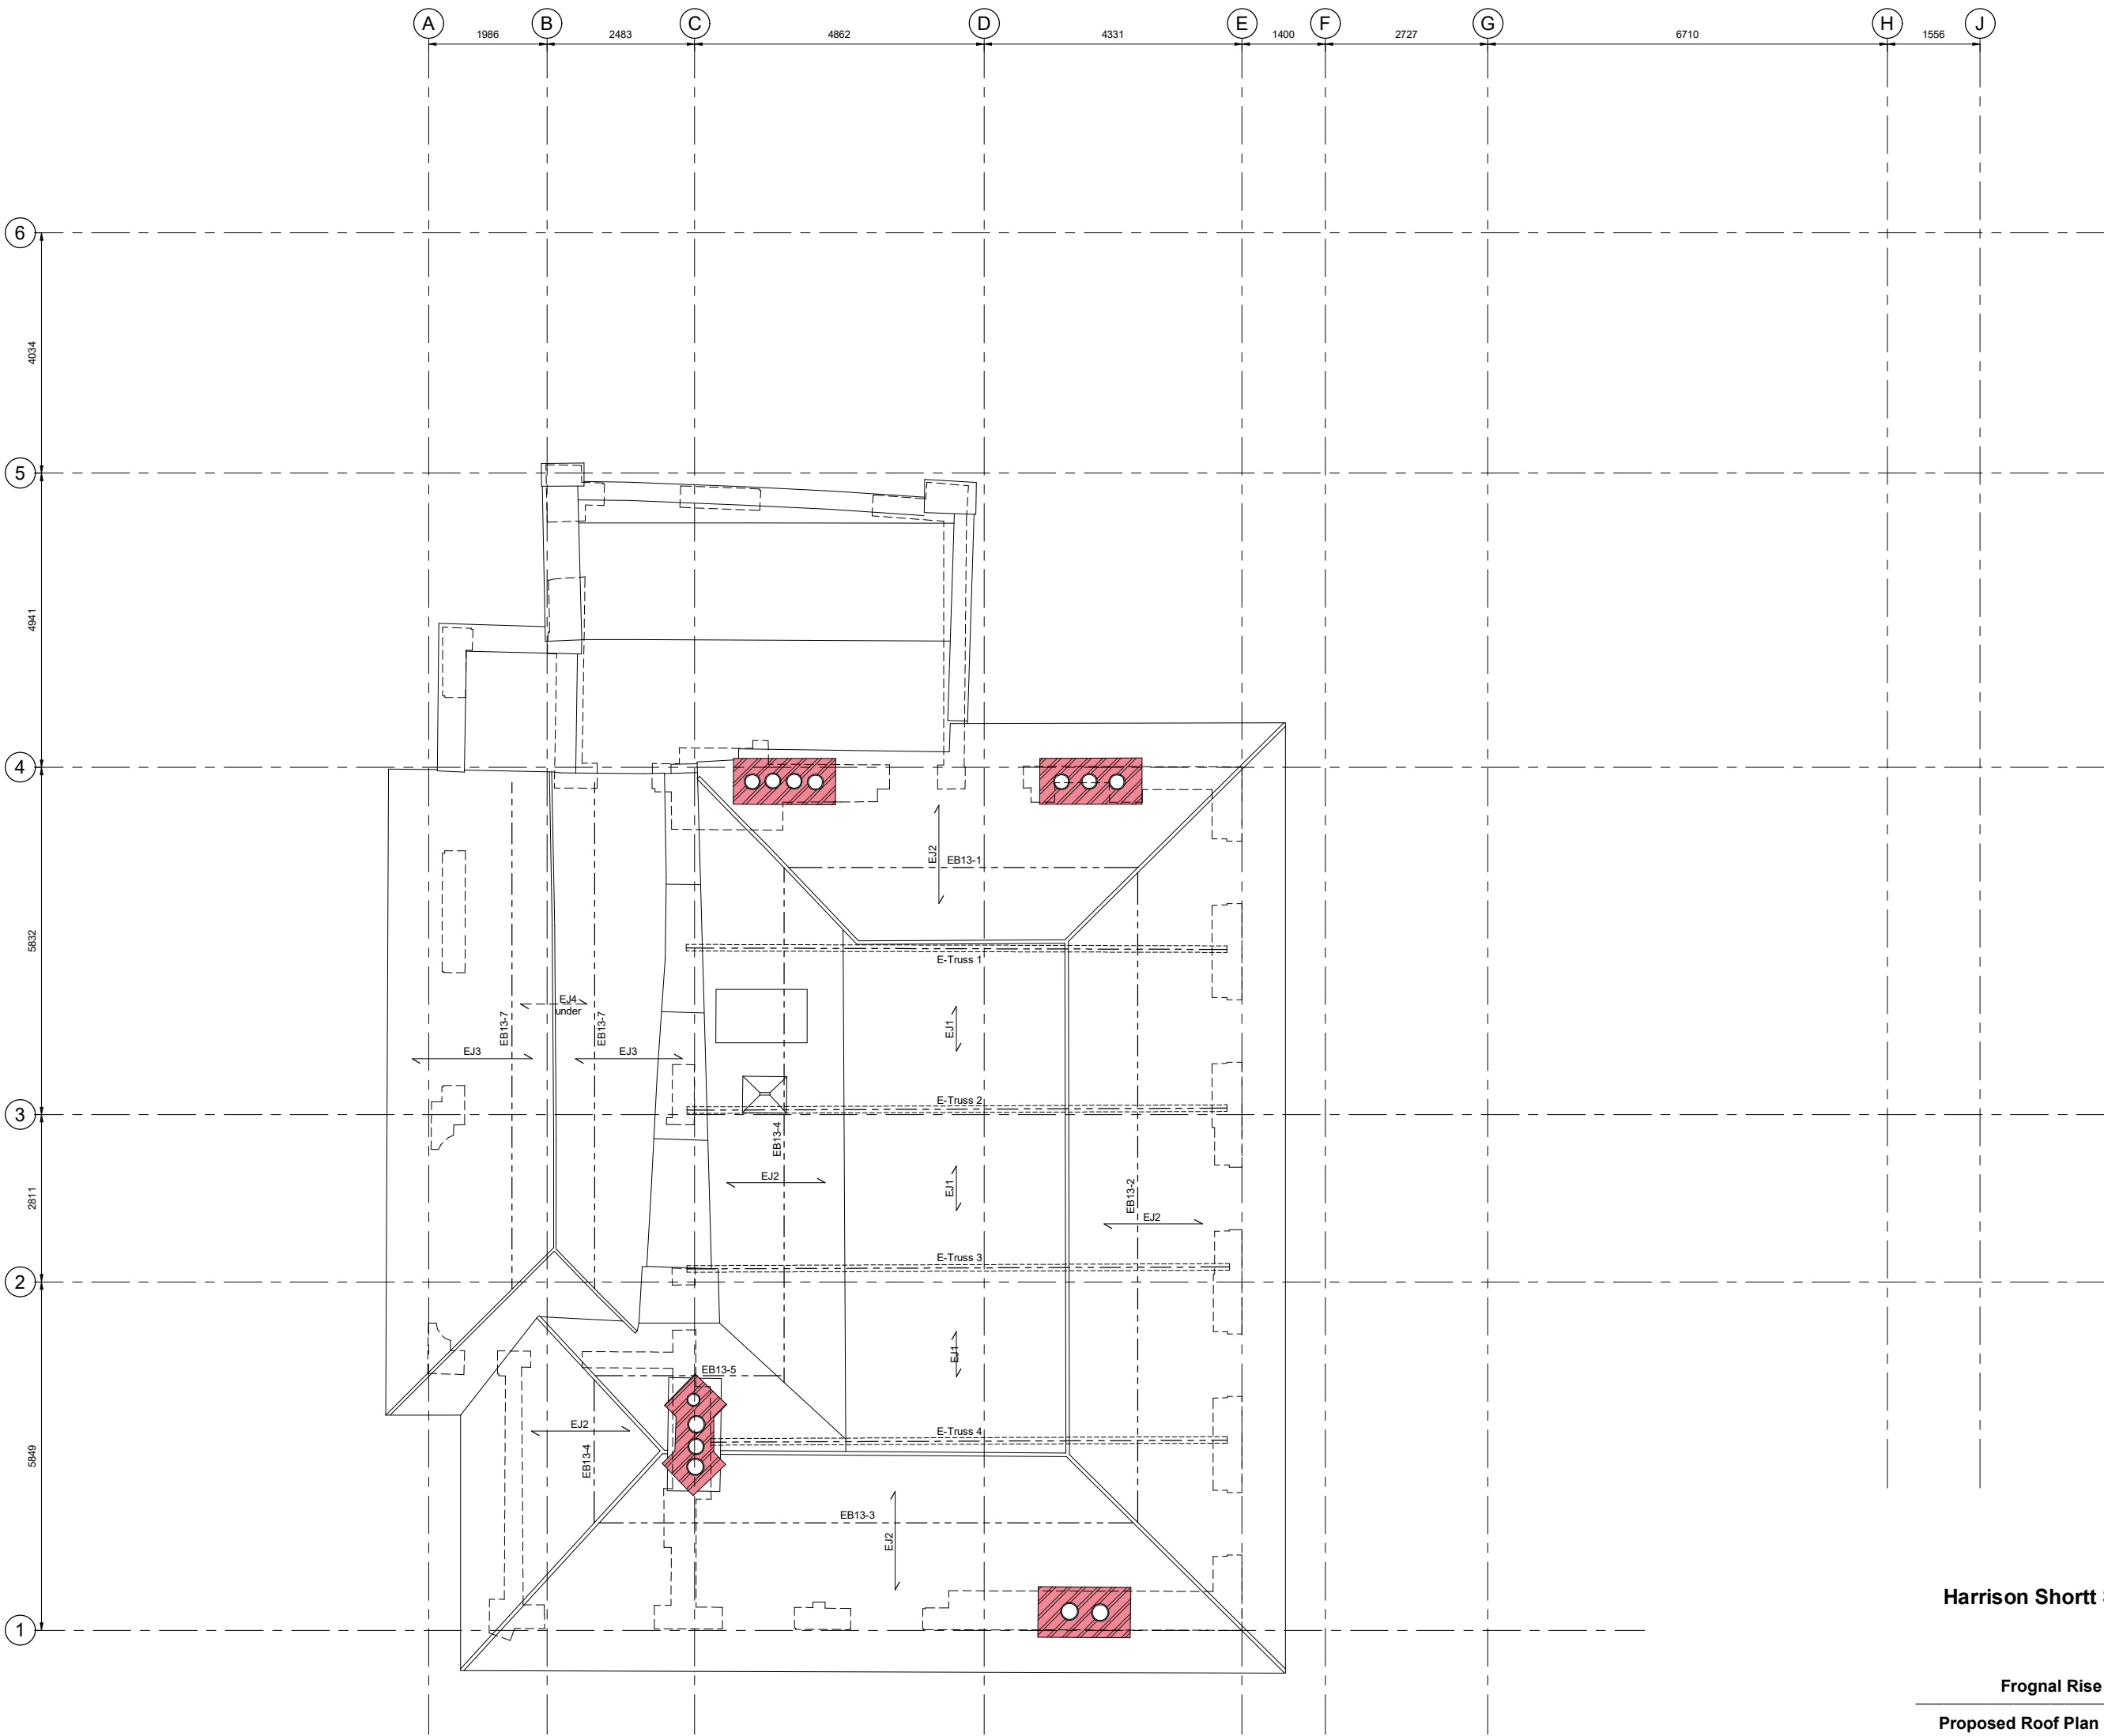 A B C D E F G H J
1986 2483 4862 4331 1400 2727 6710 1556
6
4034
5
4941
4
EJ2
EB13-1
5832
E-Truss 1
EJ4
under
EB13-7
EB13-7
EJ1
EJ3
EJ3
E-Truss 2
3
EB13-4
EJ2
EJ1
EB13-2
EJ2
2811
E-Truss 3
2
EJ1
EB13-5
EJ2
E-Truss 4
EB13-4
5849
EB13-3
EJ2
Harrison Shortt
1
Frognal Rise
Proposed Roof Plan